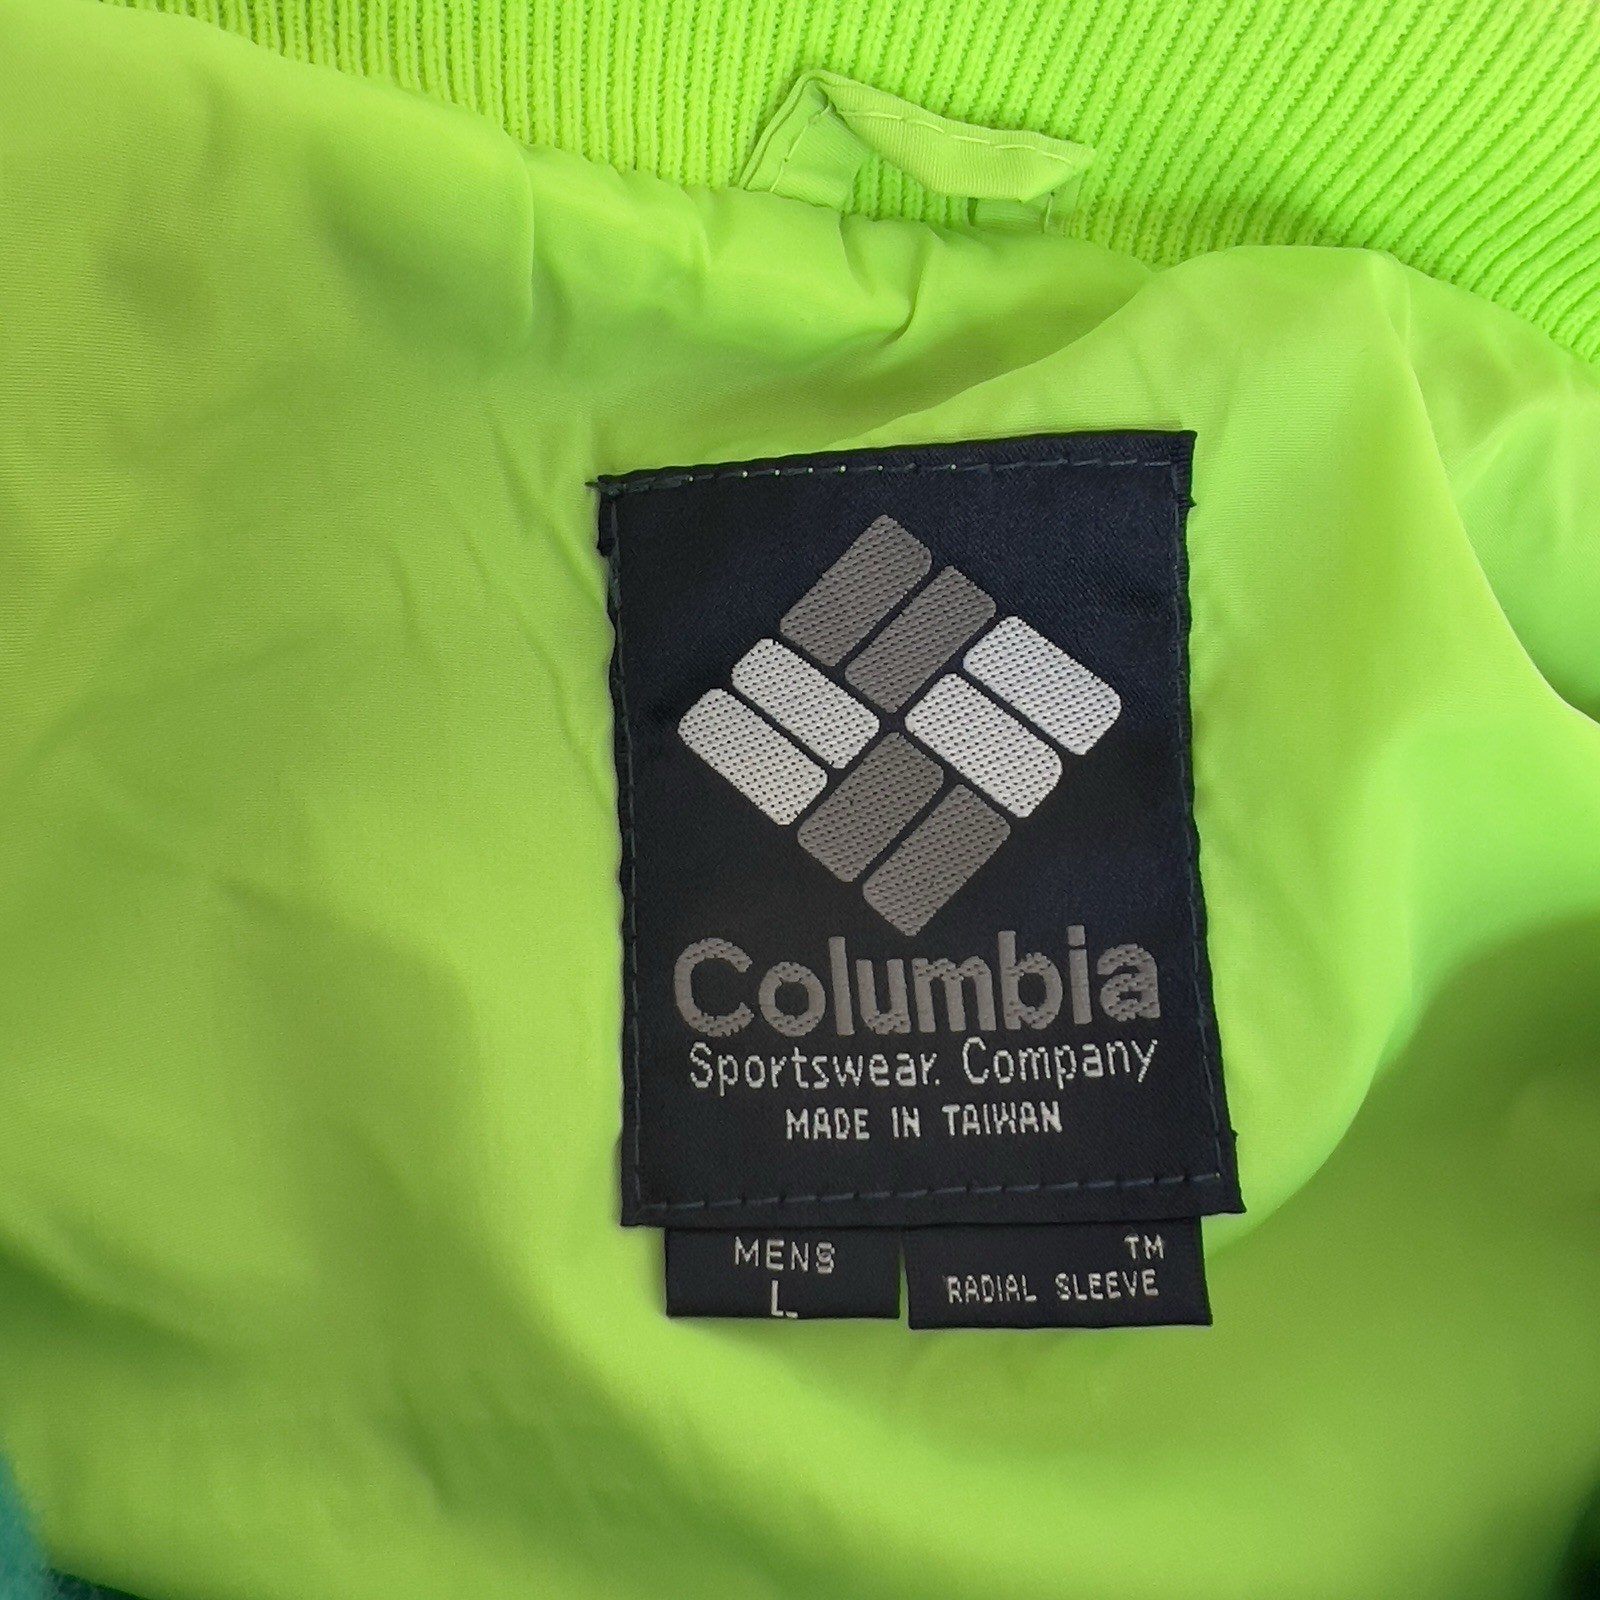 Columbia
Sportswear Company
MADE IN TAIWAN
MENS
L
TM
RADIAL SLEEVE